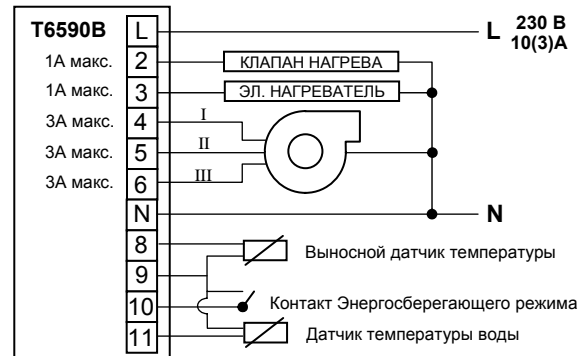 T6590B
L
L 230 В
10(3)А
1А макс. 2 КЛАПАН НАГРЕВА
1А макс. 3 ЭЛ. НАГРЕВАТЕЛЬ
3А макс. 4 I
3А макс. 5 II
3А макс. 6 III
N N
8 Выносной датчик температуры
9
10 Контакт Энергосберегающего режима
11 Датчик температуры воды